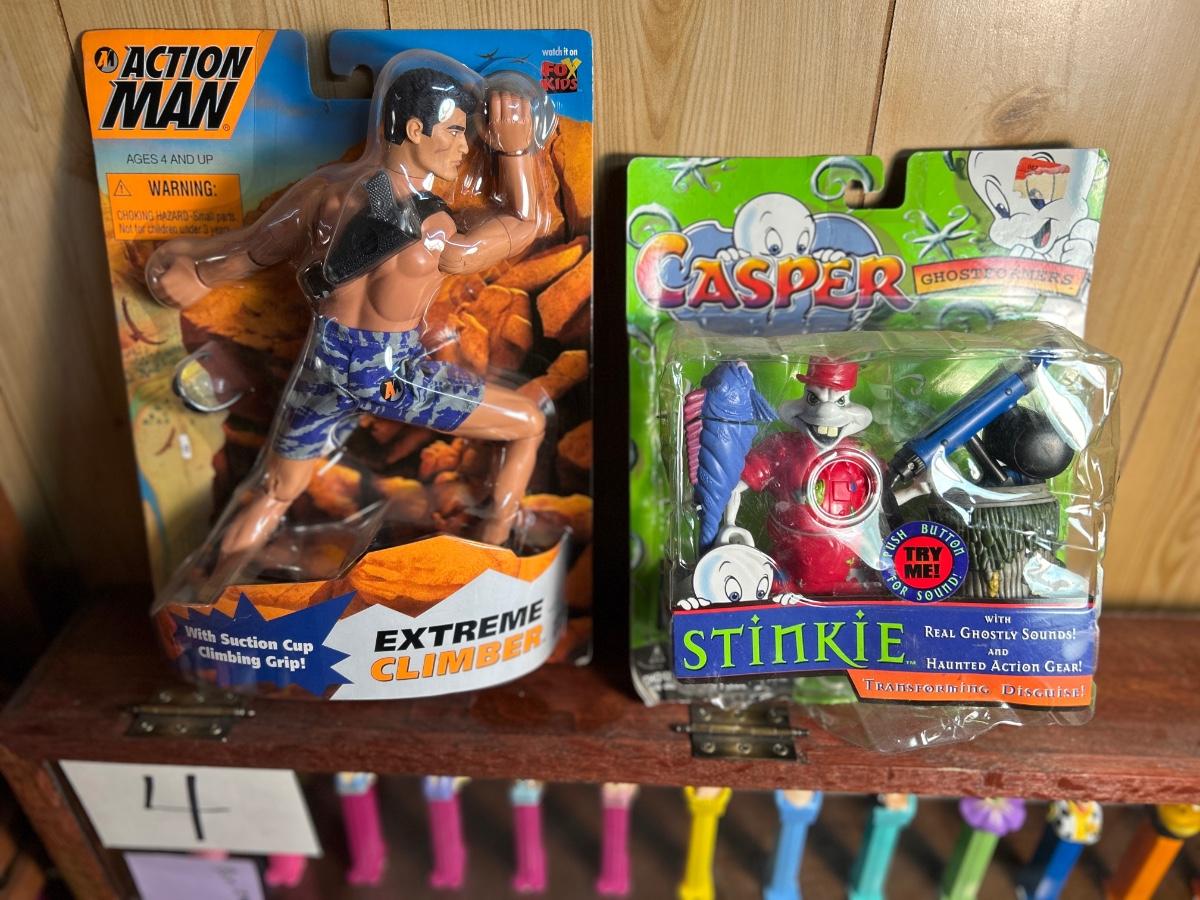 ACTION
MAN
AGES 4 AND UP
WARNING:
CHOKING HAZARD-Small parts
Not for children under 3 years
watch it on
FOX
KIDS
With Suction Cup
Climbing Grip!
EXTREME
CLIMBER
CASPER
GHOSTFORMERS
PUSH BUTTON
TRY
ME!
FOR SOUND!
STINKIE™
WITH
REAL GHOSTLY SOUNDS!
AND
HAUNTED ACTION GEAR!
TRANSFORMING DISGUISE!
4